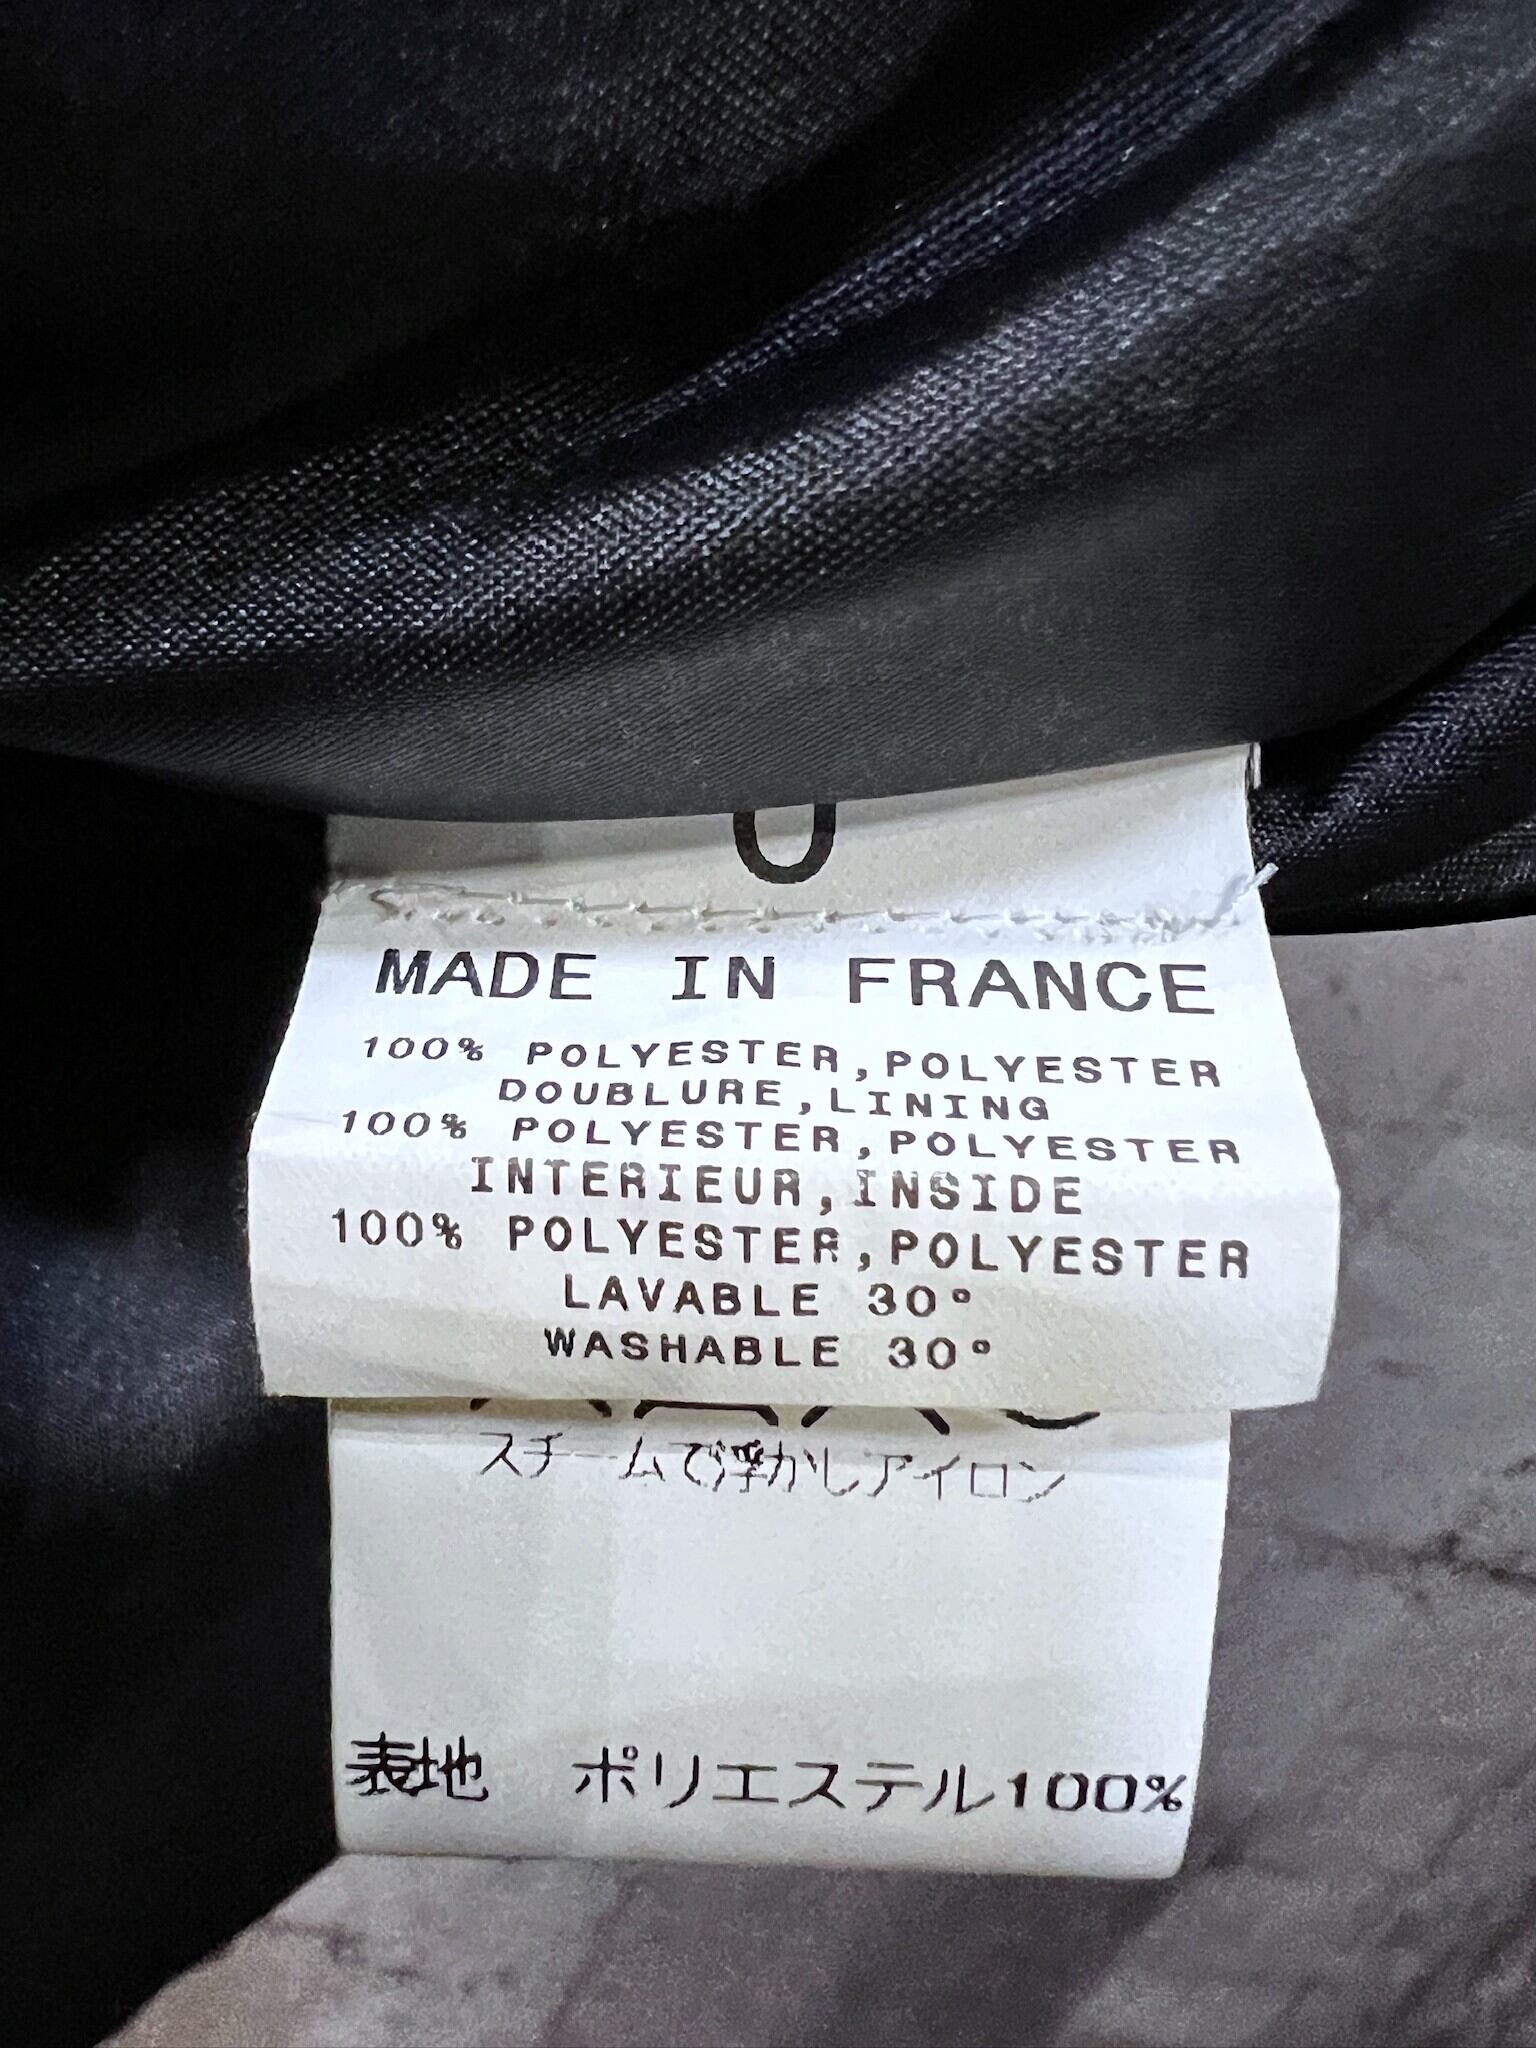 0
MADE IN FRANCE
100% POLYESTER,POLYESTER
DOUBLURE,LINING
100% POLYESTER,POLYESTER
INTERIEUR,INSIDE
100% POLYESTER,POLYESTER
LAVABLE 30°
WASHABLE 30°
スチームで浮かしアイロン
表地 ポリエステル100%